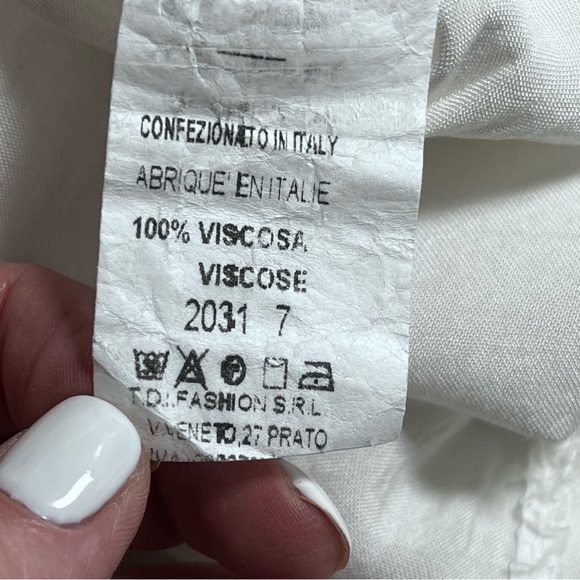 CONFEZIONATO IN ITALY
ABRIQUE' EN ITALIE
100% VISCOSA
VISCOSE
2031 7
T.D.I. FASHION S.R.L
V.VENETO,27 PRATO